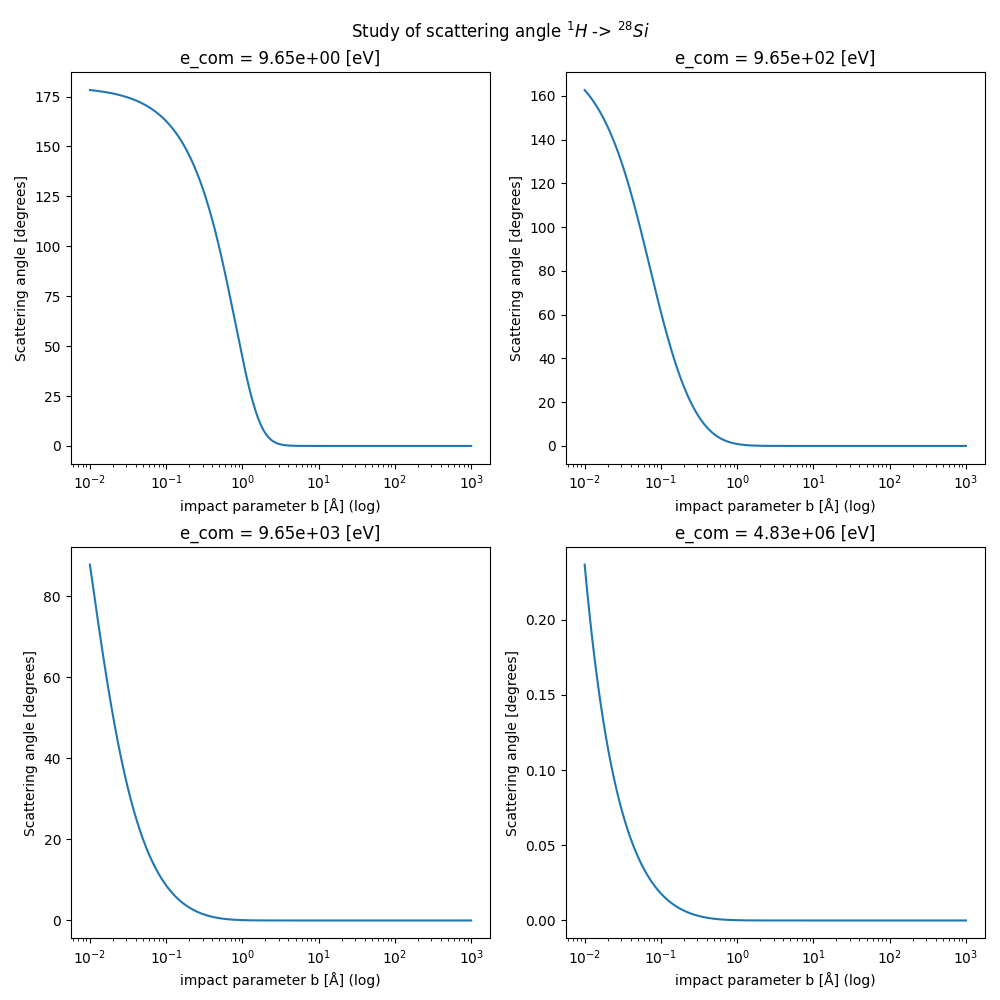 Study of scattering angle $^1H$ -> $^{28}Si$
e_com = 9.65e+00 [eV]
Scattering angle [degrees]
175
150
125
100
75
50
25
0
10⁻² 10⁻¹ 10⁰ 10¹ 10² 10³
impact parameter b [Å] (log)
e_com = 9.65e+02 [eV]
Scattering angle [degrees]
160
140
120
100
80
60
40
20
0
10⁻² 10⁻¹ 10⁰ 10¹ 10² 10³
impact parameter b [Å] (log)
e_com = 9.65e+03 [eV]
Scattering angle [degrees]
80
60
40
20
0
10⁻² 10⁻¹ 10⁰ 10¹ 10² 10³
impact parameter b [Å] (log)
e_com = 4.83e+06 [eV]
Scattering angle [degrees]
0.20
0.15
0.10
0.05
0.00
10⁻² 10⁻¹ 10⁰ 10¹ 10² 10³
impact parameter b [Å] (log)